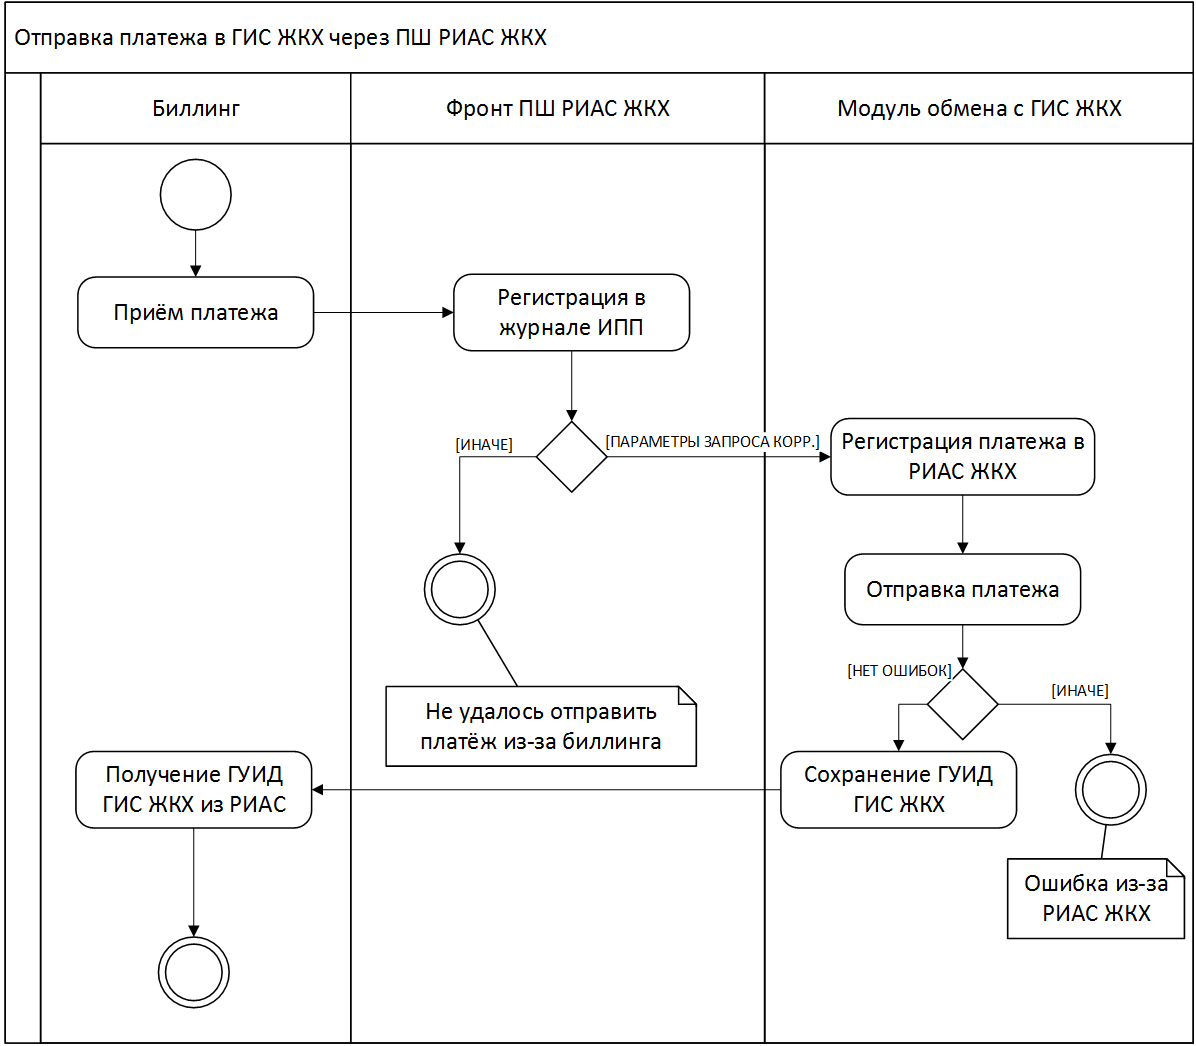 Отправка платежа в ГИС ЖКХ через ПШ РИАС ЖКХ
Биллинг
Фронт ПШ РИАС ЖКХ
Модуль обмена с ГИС ЖКХ
Приём платежа
Регистрация в
журнале ИПП
[ИНАЧЕ]
[ПАРАМЕТРЫ ЗАПРОСА КОРР.]
Регистрация платежа в
РИАС ЖКХ
Отправка платежа
[НЕТ ОШИБОК]
[ИНАЧЕ]
Не удалось отправить
платёж из-за биллинга
Получение ГУИД
ГИС ЖКХ из РИАС
Сохранение ГУИД
ГИС ЖКХ
Ошибка из-за
РИАС ЖКХ